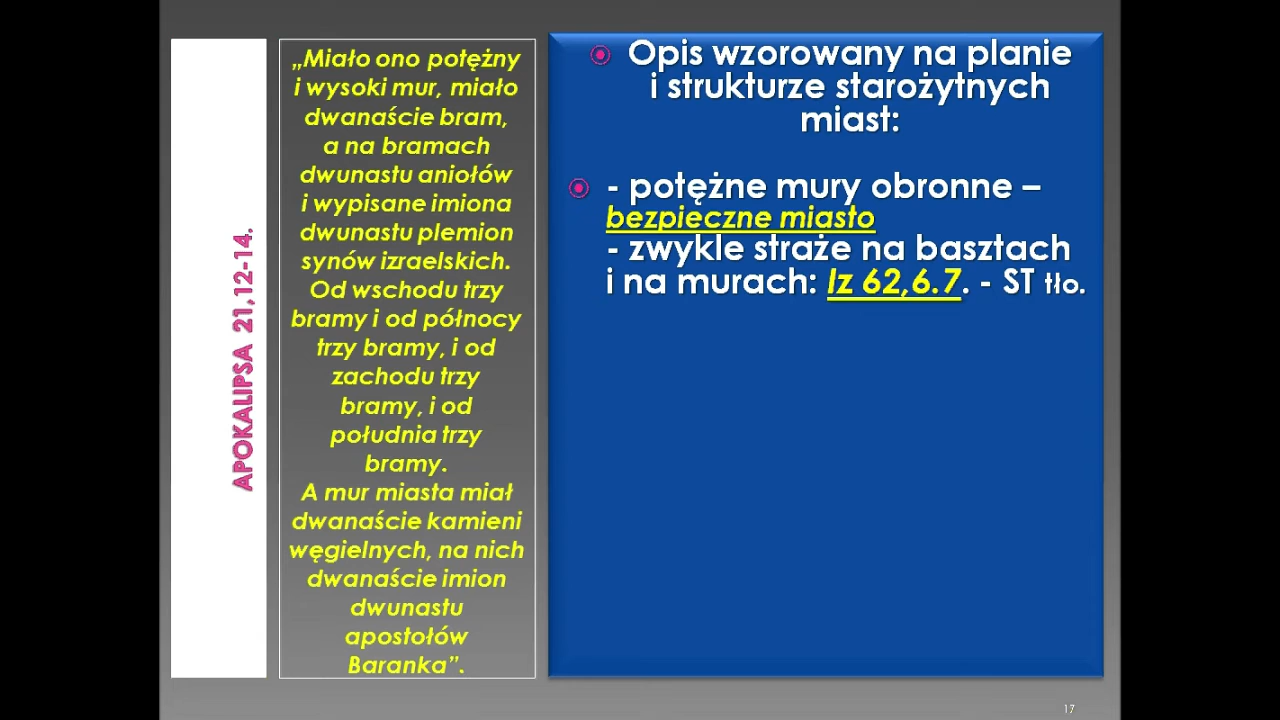 APOKALIPSA 21,12-14.
„Miało ono potężny
i wysoki mur, miało
dwanaście bram,
a na bramach
dwunastu aniołów
i wypisane imiona
dwunastu plemion
synów izraelskich.
Od wschodu trzy
bramy i od północy
trzy bramy, i od
zachodu trzy
bramy, i od
południa trzy
bramy.
A mur miasta miał
dwanaście kamieni
węgielnych, na nich
dwanaście imion
dwunastu
apostołów
Baranka”.
Opis wzorowany na planie
i strukturze starożytnych
miast:
- potężne mury obronne –
bezpieczne miasto
- zwykle straże na basztach
i na murach: Iz 62,6.7. - ST tło.
17